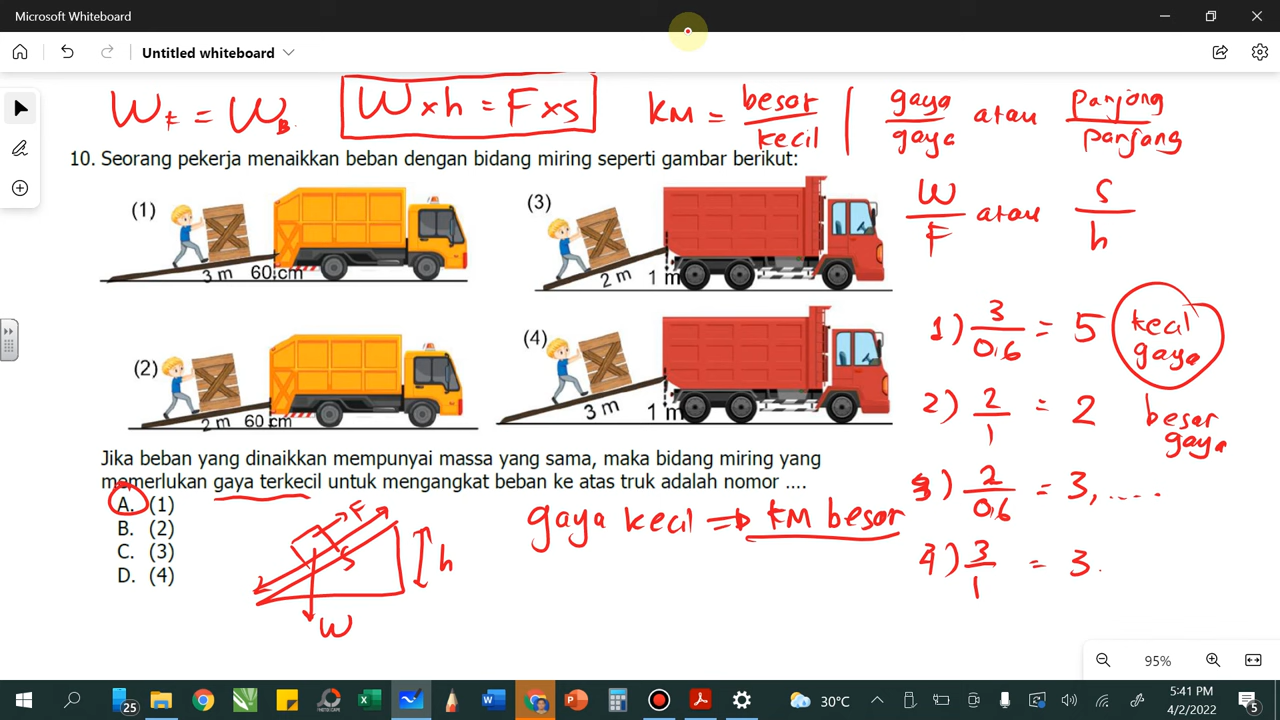 Microsoft Whiteboard
Untitled whiteboard
W_F = W_B
W x h = F x s
KM = besar / kecil | gaya / gaya atau panjang / panjang
10. Seorang pekerja menaikkan beban dengan bidang miring seperti gambar berikut:
W / F atau s / h
(1)
3 m 60 cm
(3)
2 m 1 m
(2)
2 m 60 cm
(4)
3 m 1 m
1) 3 / 0,6 = 5 kecil gaya
2) 2 / 1 = 2 besar gaya
3) 2 / 0,6 = 3, .....
4) 3 / 1 = 3.
Jika beban yang dinaikkan mempunyai massa yang sama, maka bidang miring yang
memerlukan gaya terkecil untuk mengangkat beban ke atas truk adalah nomor ....
A. (1)
B. (2)
C. (3)
D. (4)
F
s
h
W
gaya kecil ⇒ KM besar
95%
25
30°C
5:41 PM
4/2/2022
5